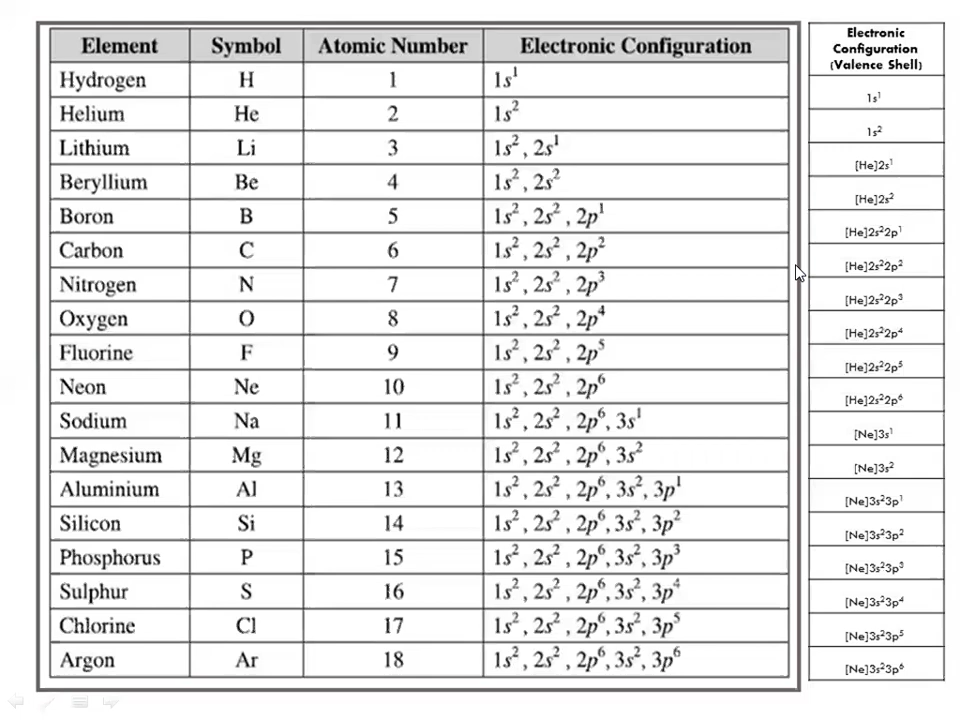 Element Symbol Atomic Number Electronic Configuration
Electronic
Configuration
(Valence Shell)
Hydrogen H 1 1s¹ 1s¹
Helium He 2 1s² 1s²
Lithium Li 3 1s², 2s¹ [He]2s¹
Beryllium Be 4 1s², 2s² [He]2s²
Boron B 5 1s², 2s², 2p¹ [He]2s²2p¹
Carbon C 6 1s², 2s², 2p² [He]2s²2p²
Nitrogen N 7 1s², 2s², 2p³ [He]2s²2p³
Oxygen O 8 1s², 2s², 2p⁴ [He]2s²2p⁴
Fluorine F 9 1s², 2s², 2p⁵ [He]2s²2p⁵
Neon Ne 10 1s², 2s², 2p⁶ [He]2s²2p⁶
Sodium Na 11 1s², 2s², 2p⁶, 3s¹ [Ne]3s¹
Magnesium Mg 12 1s², 2s², 2p⁶, 3s² [Ne]3s²
Aluminium Al 13 1s², 2s², 2p⁶, 3s², 3p¹ [Ne]3s²3p¹
Silicon Si 14 1s², 2s², 2p⁶, 3s², 3p² [Ne]3s²3p²
Phosphorus P 15 1s², 2s², 2p⁶, 3s², 3p³ [Ne]3s²3p³
Sulphur S 16 1s², 2s², 2p⁶, 3s², 3p⁴ [Ne]3s²3p⁴
Chlorine Cl 17 1s², 2s², 2p⁶, 3s², 3p⁵ [Ne]3s²3p⁵
Argon Ar 18 1s², 2s², 2p⁶, 3s², 3p⁶ [Ne]3s²3p⁶